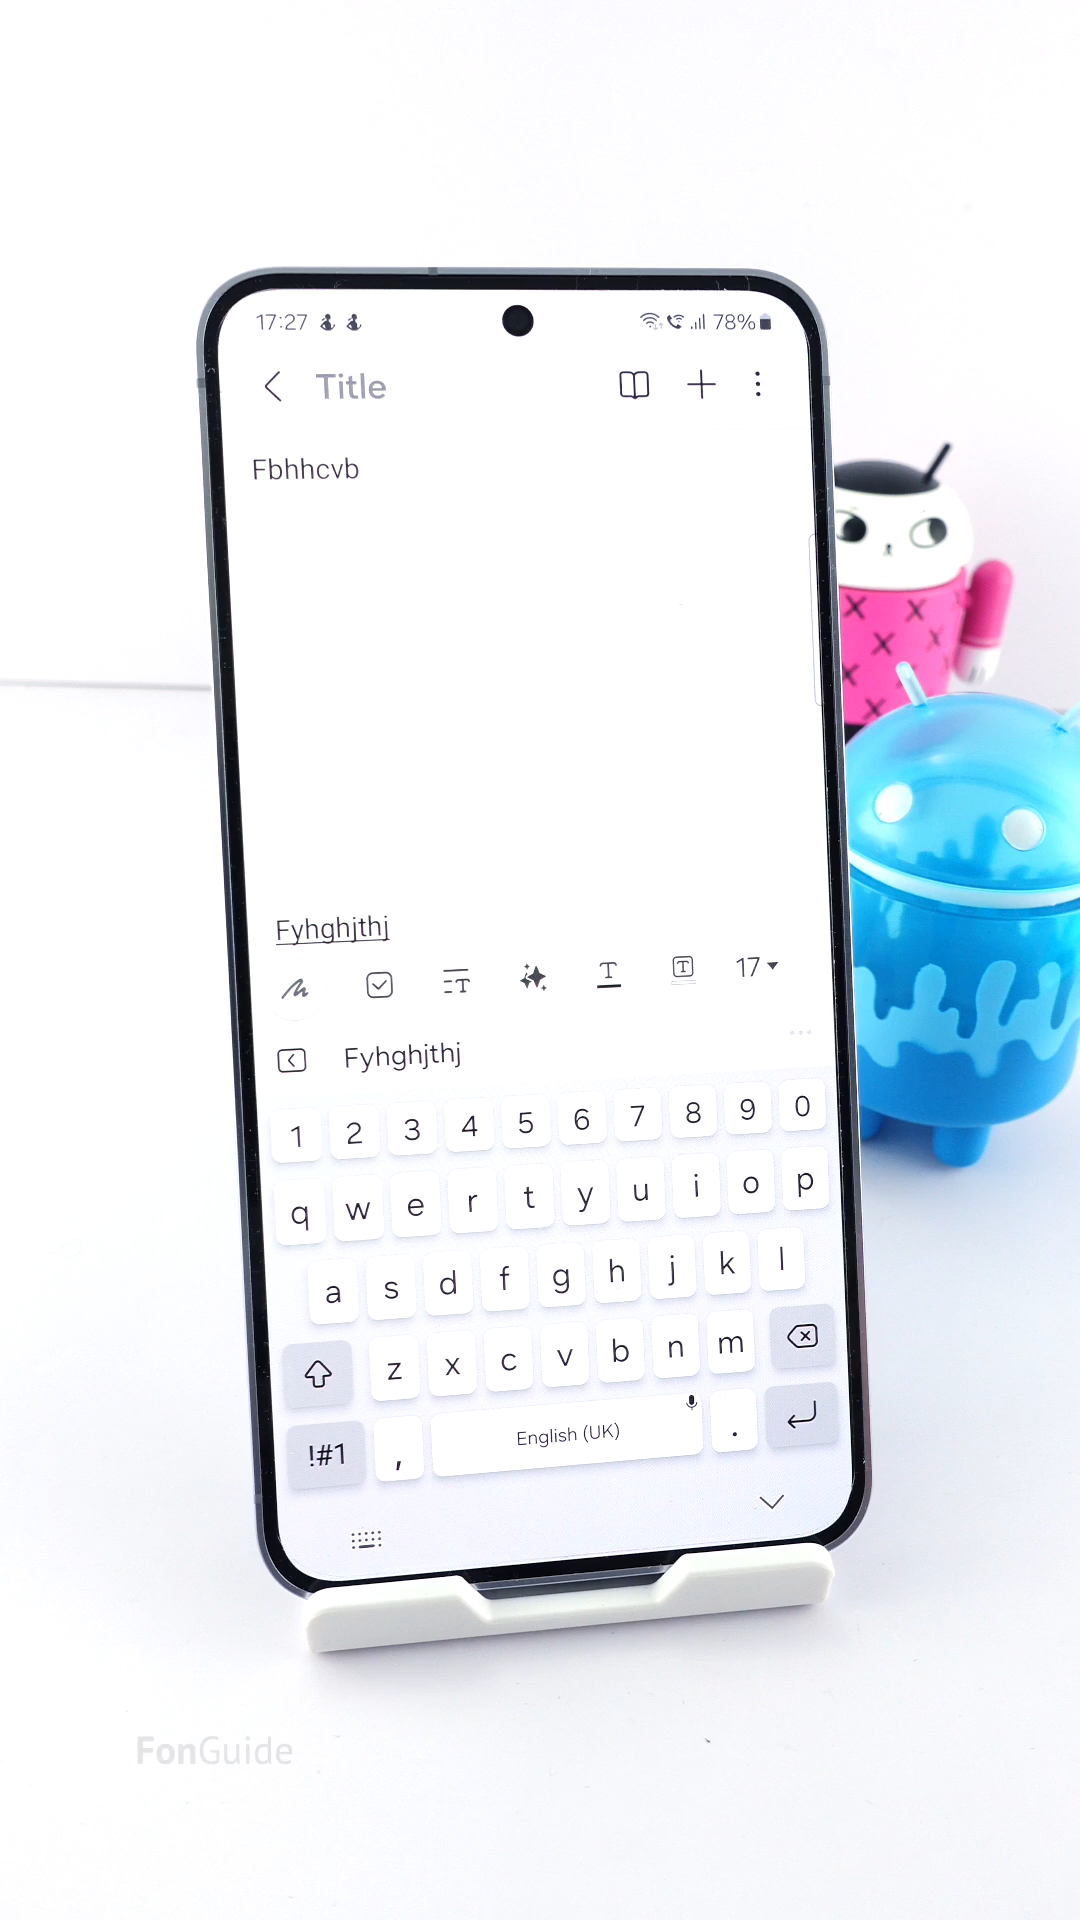 17:27 78%
Title
Fbhhcvb
Fyhghjthj
T T T 17
Fyhghjthj
1 2 3 4 5 6 7 8 9 0
q w e r t y u i o p
a s d f g h j k l
z x c v b n m
!#1 , English (UK) .
FonGuide